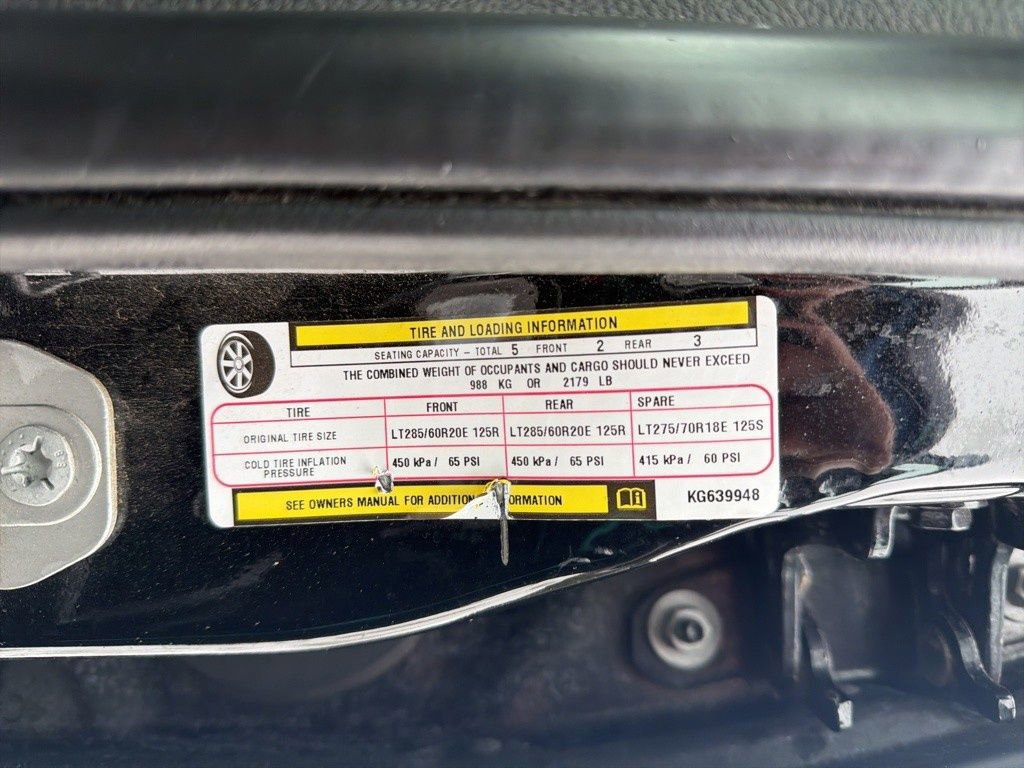 TIRE AND LOADING INFORMATION
SEATING CAPACITY - TOTAL 5 FRONT 2 REAR 3
THE COMBINED WEIGHT OF OCCUPANTS AND CARGO SHOULD NEVER EXCEED
988 KG OR 2179 LB
TIRE FRONT REAR SPARE
ORIGINAL TIRE SIZE LT285/60R20E 125R LT285/60R20E 125R LT275/70R18E 125S
COLD TIRE INFLATION PRESSURE 450 kPa / 65 PSI 450 kPa / 65 PSI 415 kPa / 60 PSI
SEE OWNERS MANUAL FOR ADDITION ORMATION KG639948